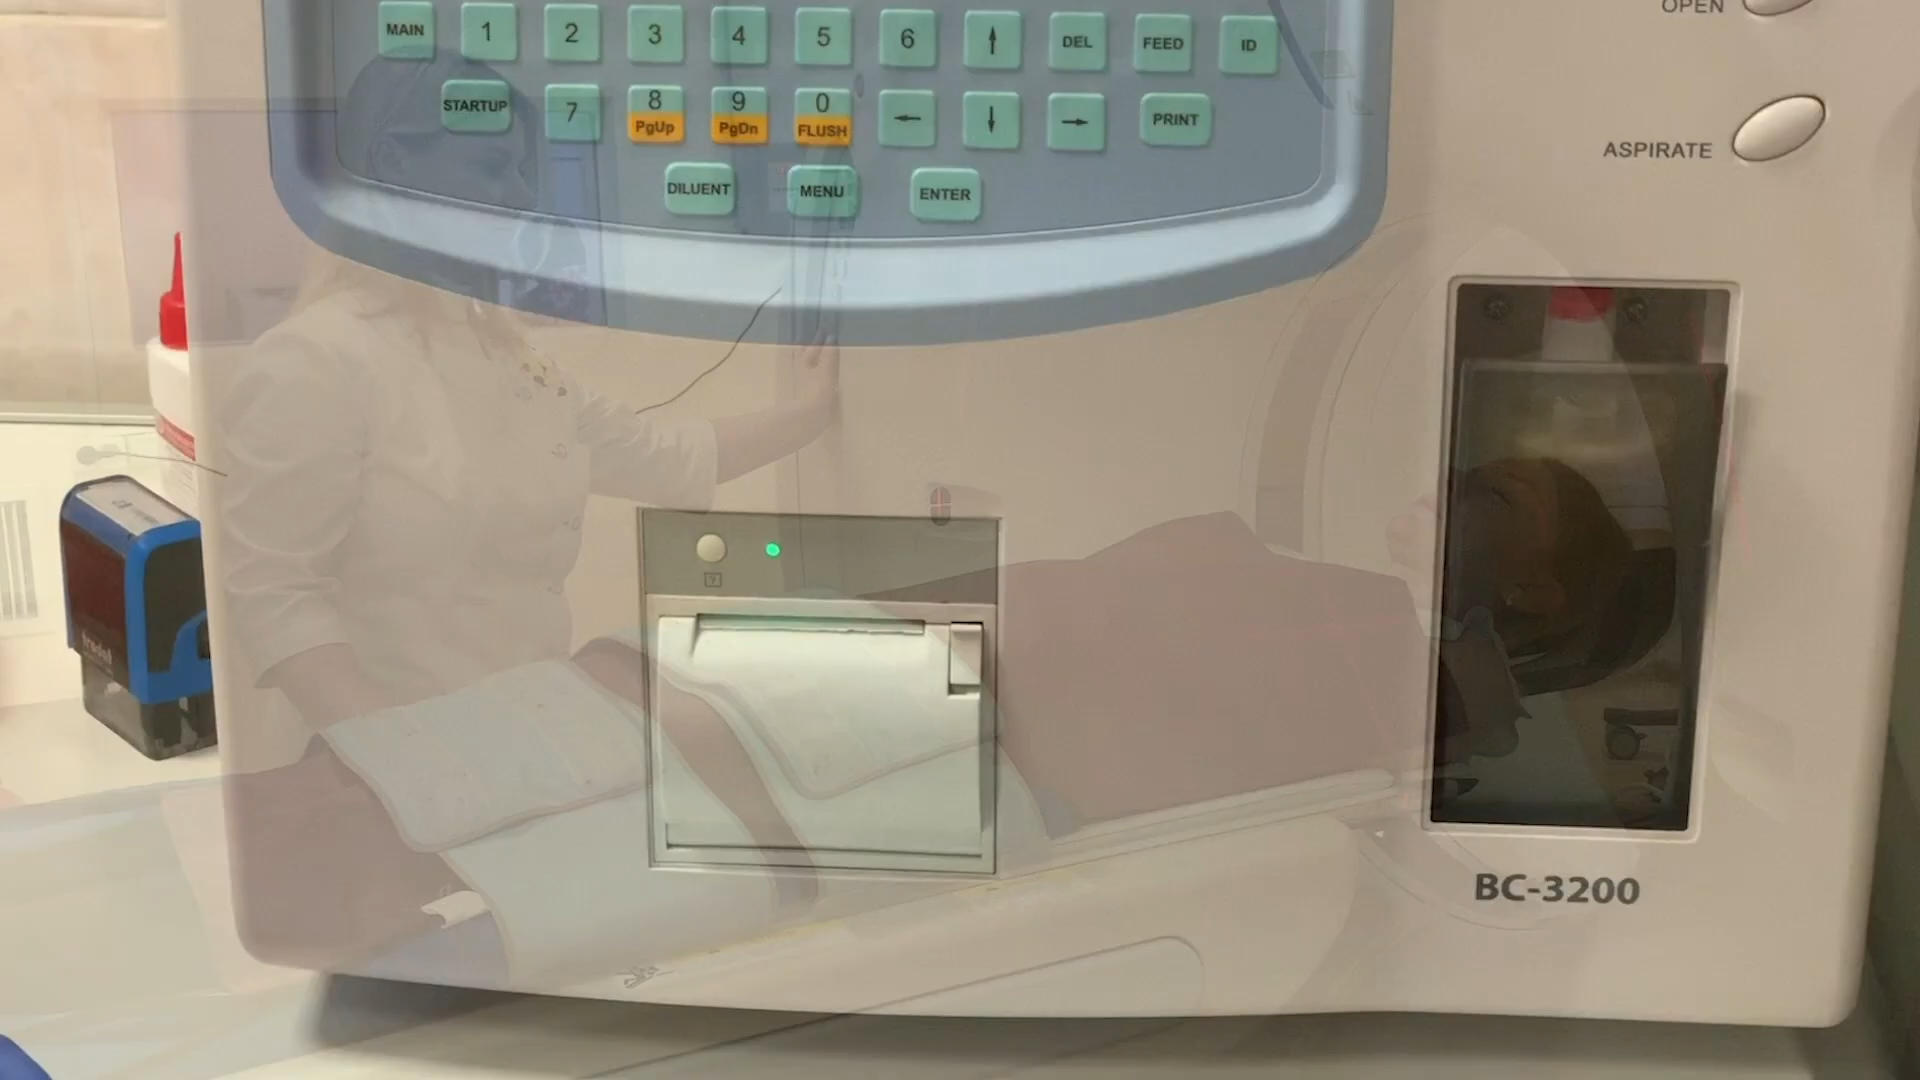 OPEN
MAIN 1 2 3 4 5 6 ↑ DEL FEED ID
STARTUP 7 8 9 0 ← ↓ → PRINT
PgUp PgDn FLUSH
ASPIRATE
DILUENT MENU ENTER
trodat
BC-3200